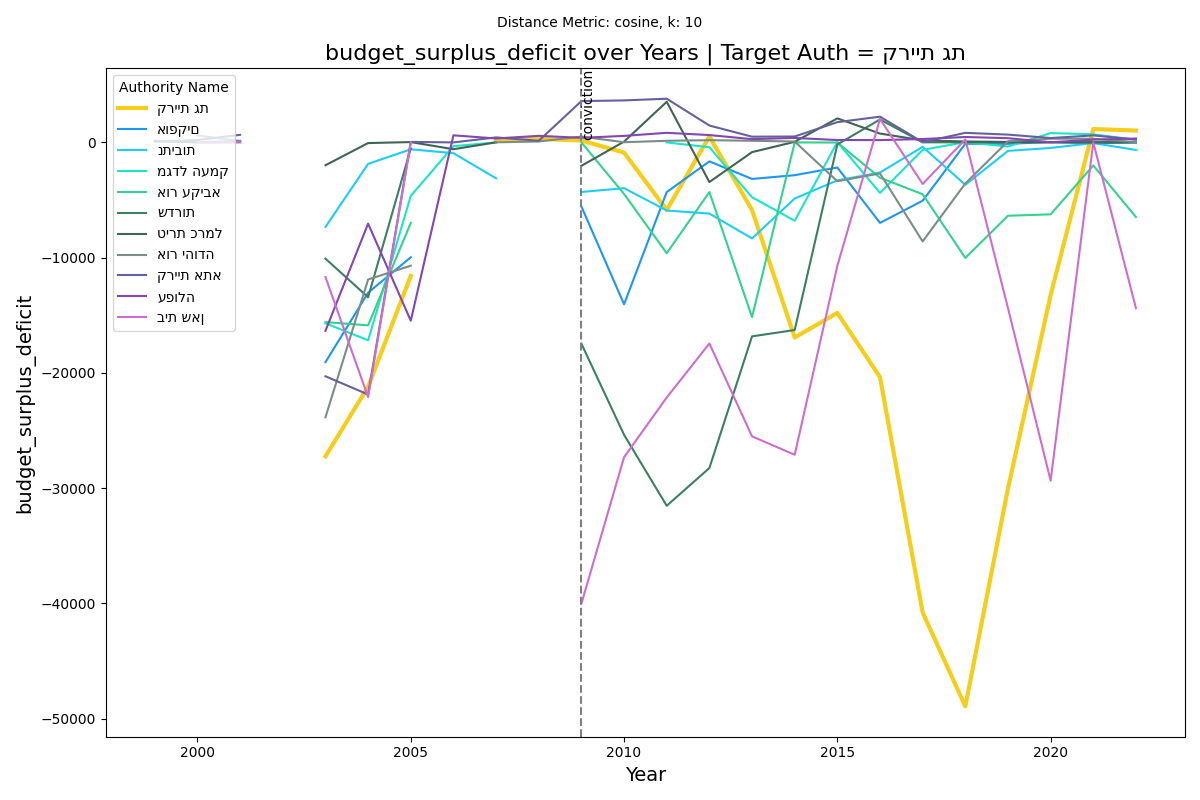 Distance Metric: cosine, k: 10
budget_surplus_deficit over Years | Target Auth = קריית גת
Authority Name
קריית גת
אופקים
נתיבות
מגדל העמק
אור עקיבא
שדרות
טירת כרמל
אור יהודה
קריית אתא
עפולה
בית שאן
conviction
budget_surplus_deficit
0
−10000
−20000
−30000
−40000
−50000
2000
2005
2010
2015
2020
Year